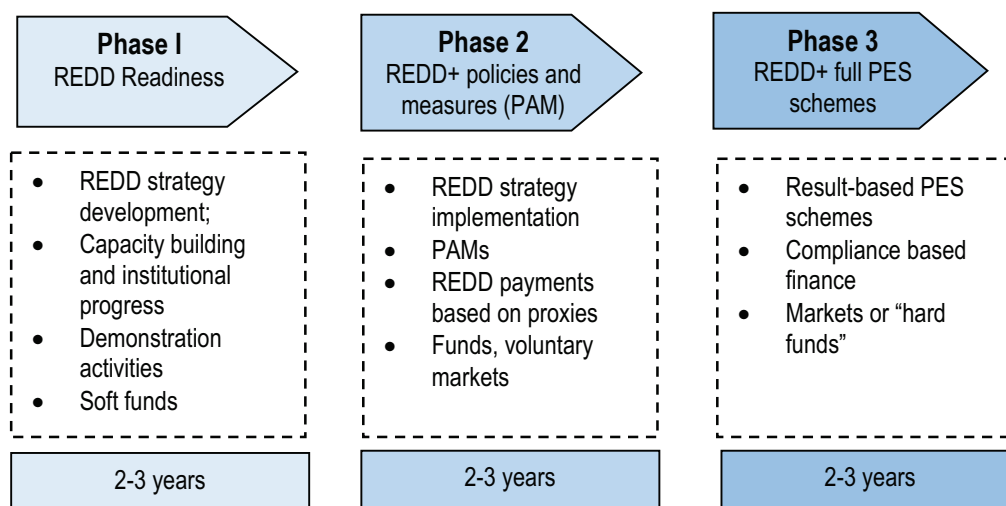 Phase I
REDD Readiness
Phase 2
REDD+ policies and
measures (PAM)
Phase 3
REDD+ full PES
schemes
• REDD strategy
development;
• Capacity building
and institutional
progress
• Demonstration
activities
• Soft funds
• REDD strategy
implementation
• PAMs
• REDD payments
based on proxies
• Funds, voluntary
markets
• Result-based PES
schemes
• Compliance based
finance
• Markets or “hard
funds”
2-3 years
2-3 years
2-3 years